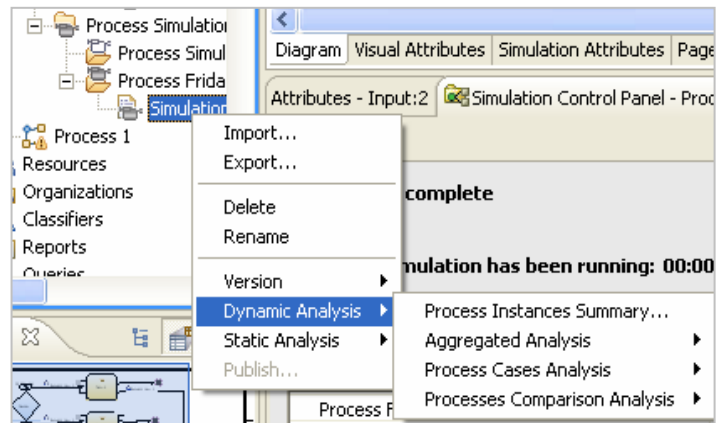 Process Simulation
Process Simul
Process Frida
Simulation
Process 1
Resources
Organizations
Classifiers
Reports
Queries
Diagram Visual Attributes Simulation Attributes Page
Attributes - Input:2 Simulation Control Panel - Proc
complete
mulation has been running: 00:00
Import...
Export...
Delete
Rename
Version
Dynamic Analysis
Static Analysis
Publish...
Process Instances Summary...
Aggregated Analysis
Process Cases Analysis
Processes Comparison Analysis
Process F